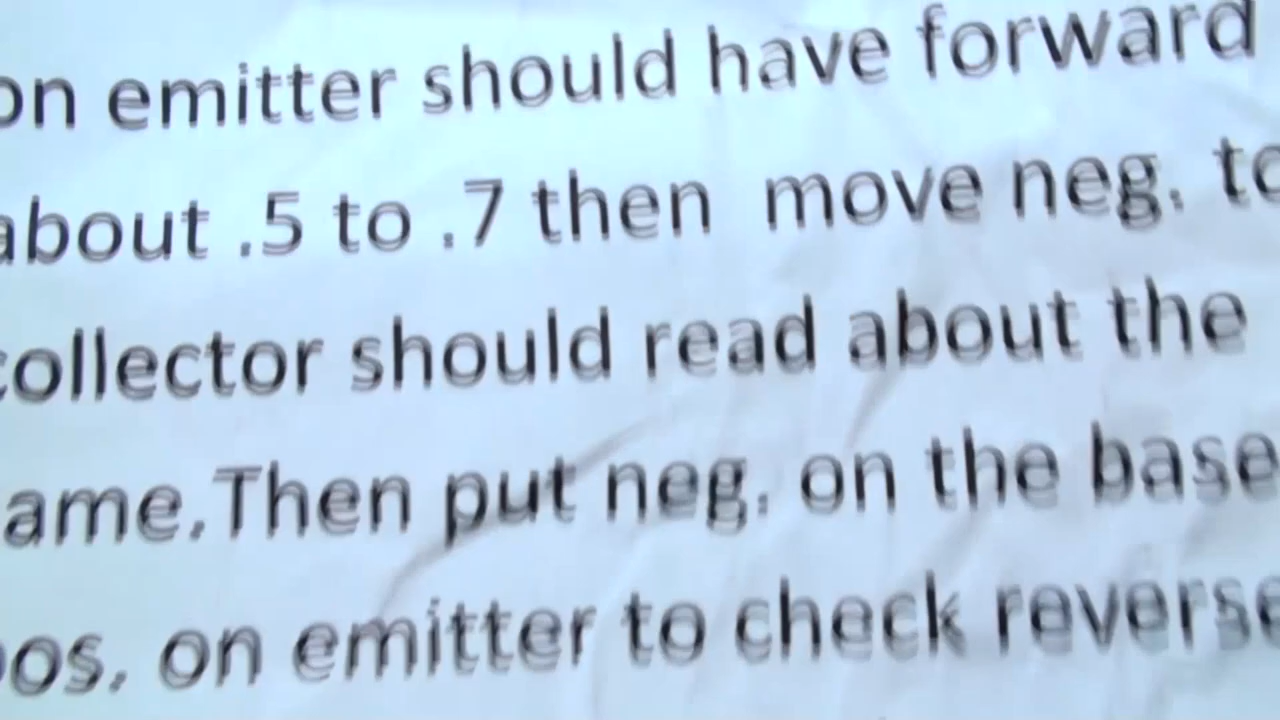 on emitter should have forward
about .5 to .7 then  move neg. to
collector should read about the
ame.Then put neg. on the base
os. on emitter to check reverse